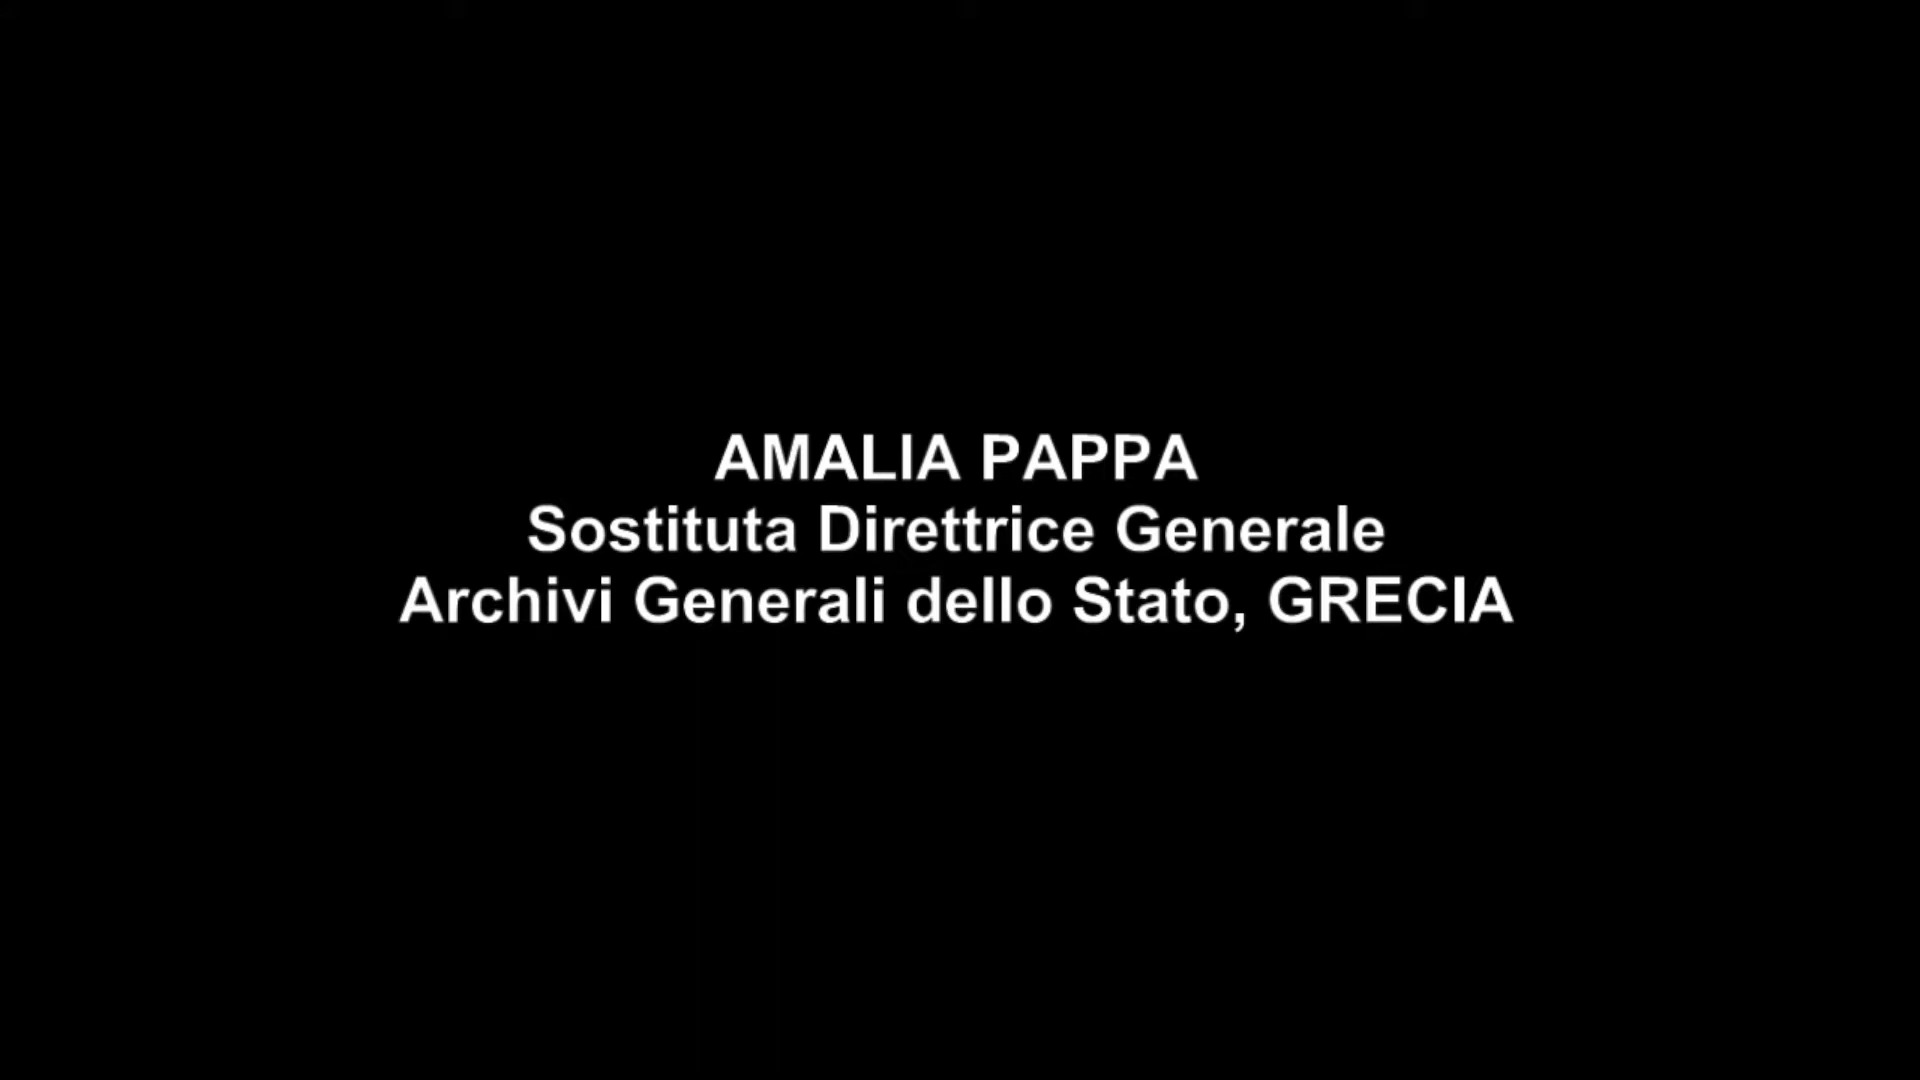 AMALIA PAPPA
Sostituta Direttrice Generale
Archivi Generali dello Stato, GRECIA